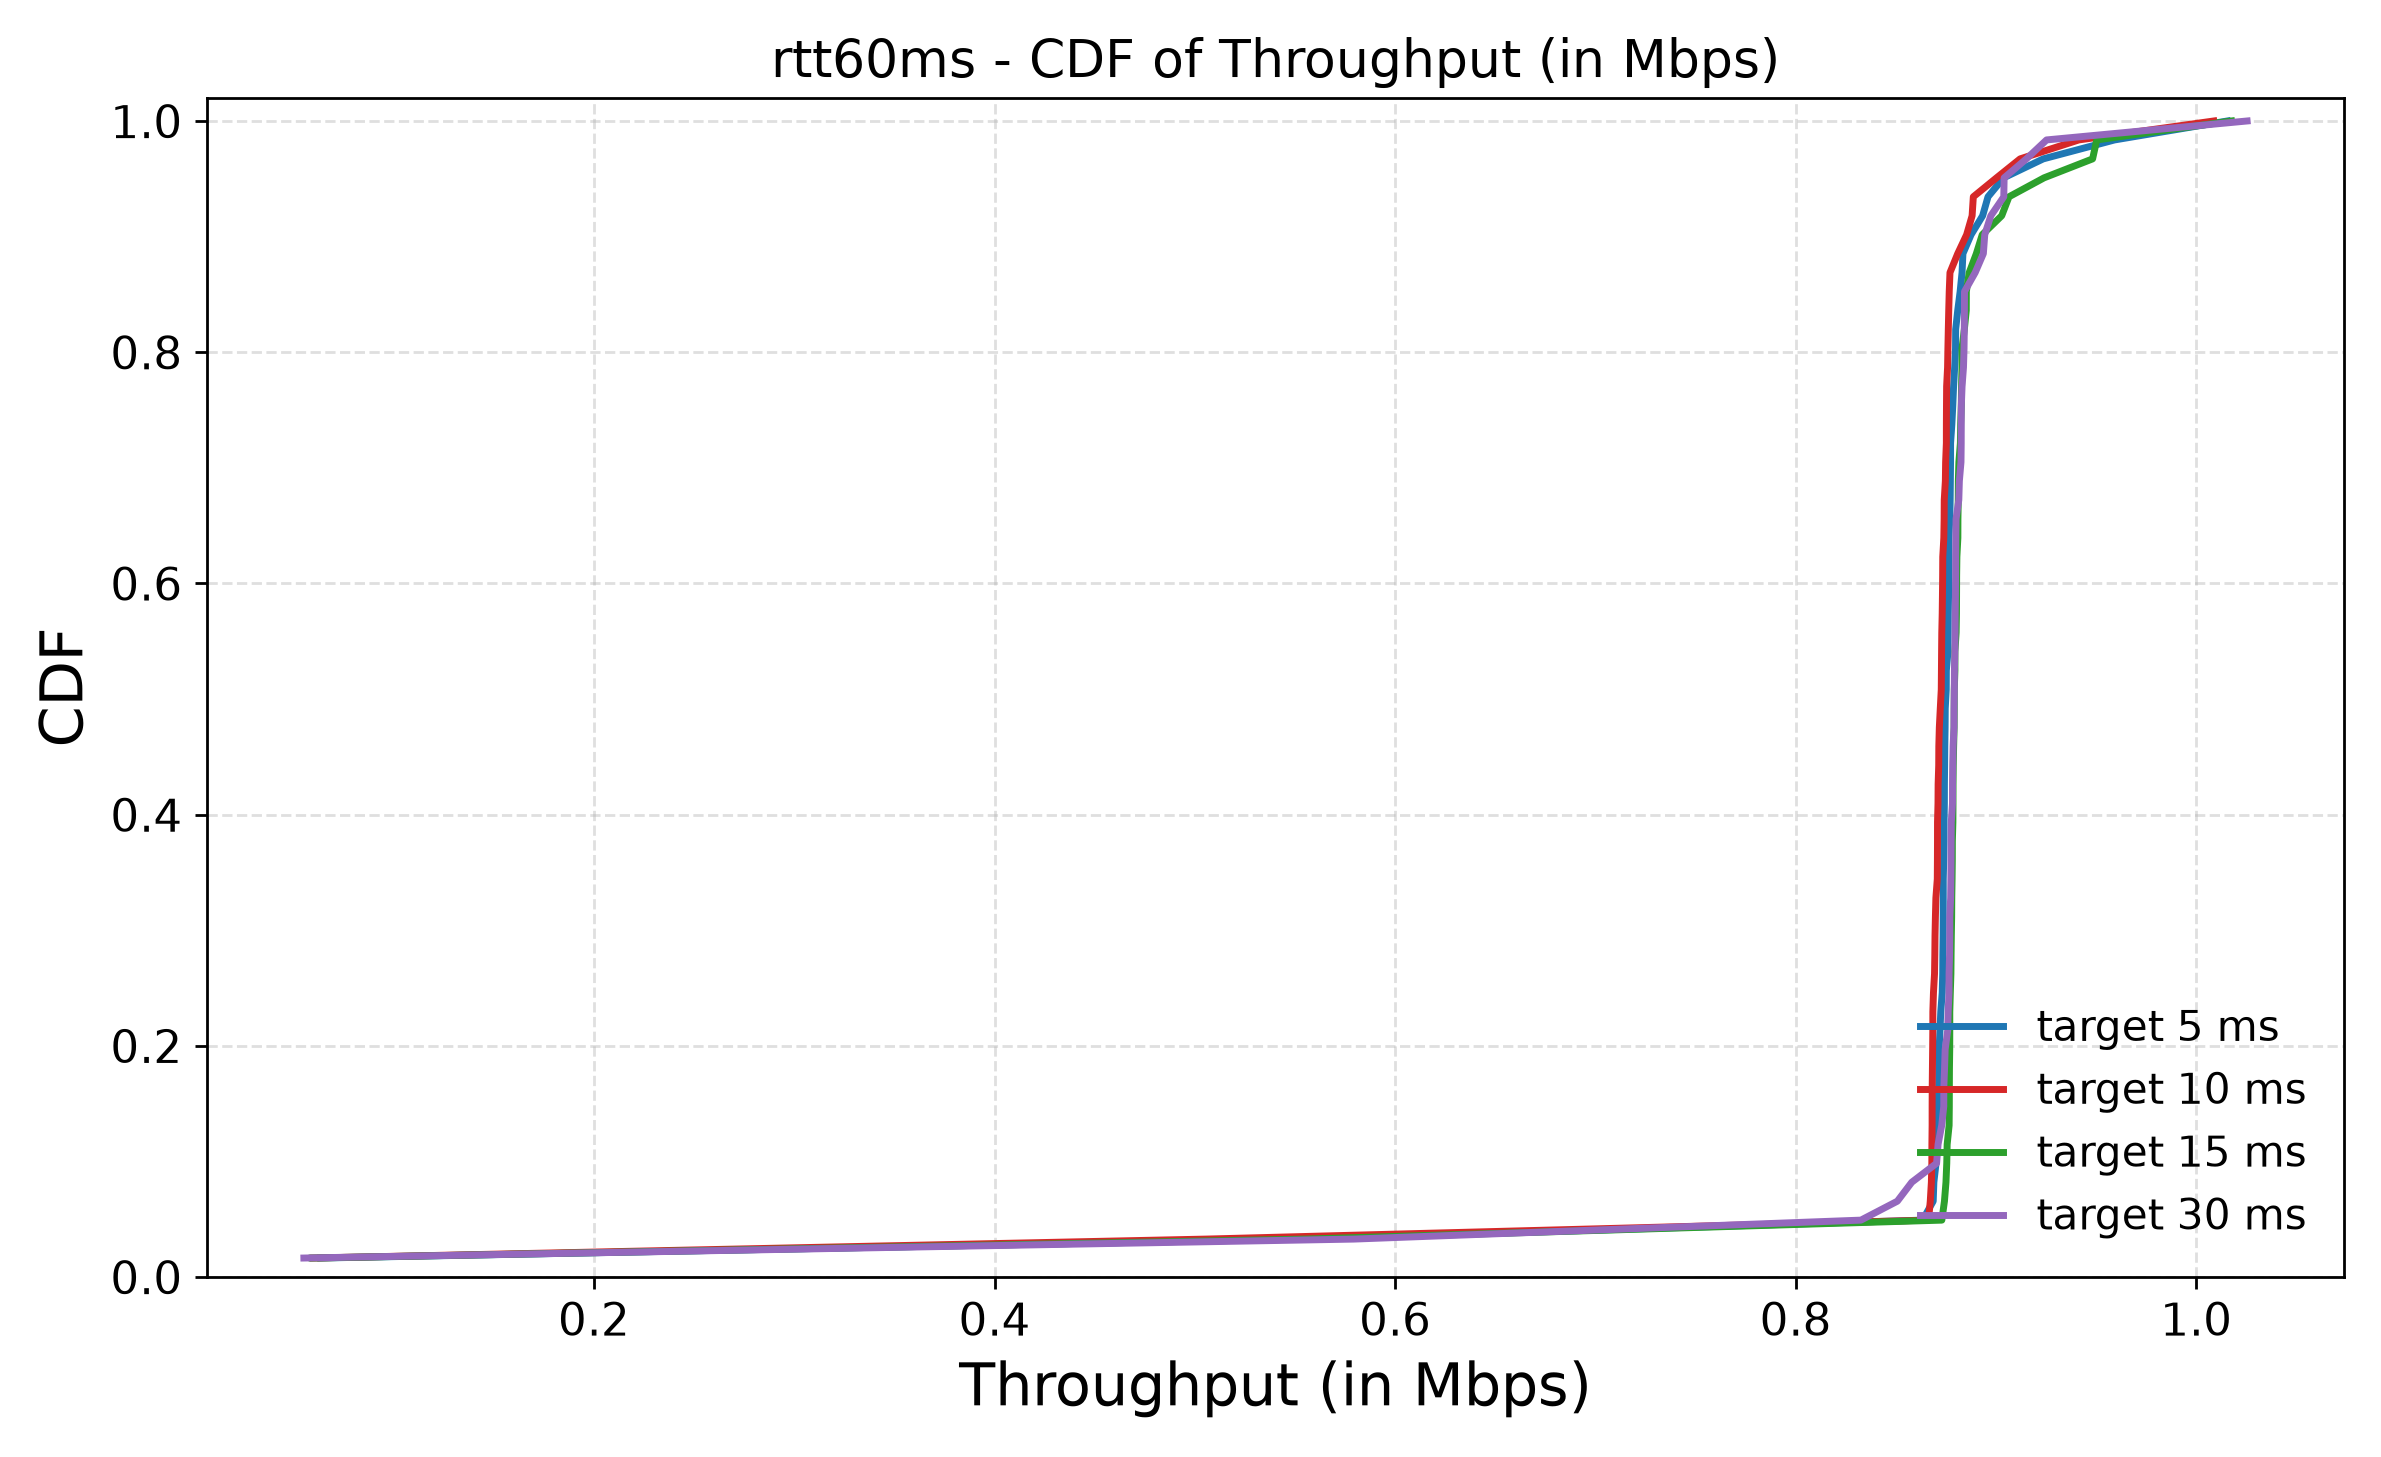 rtt60ms - CDF of Throughput (in Mbps)
1.0
0.8
0.6
0.4
0.2
0.0
CDF
target 5 ms
target 10 ms
target 15 ms
target 30 ms
0.2 0.4 0.6 0.8 1.0
Throughput (in Mbps)